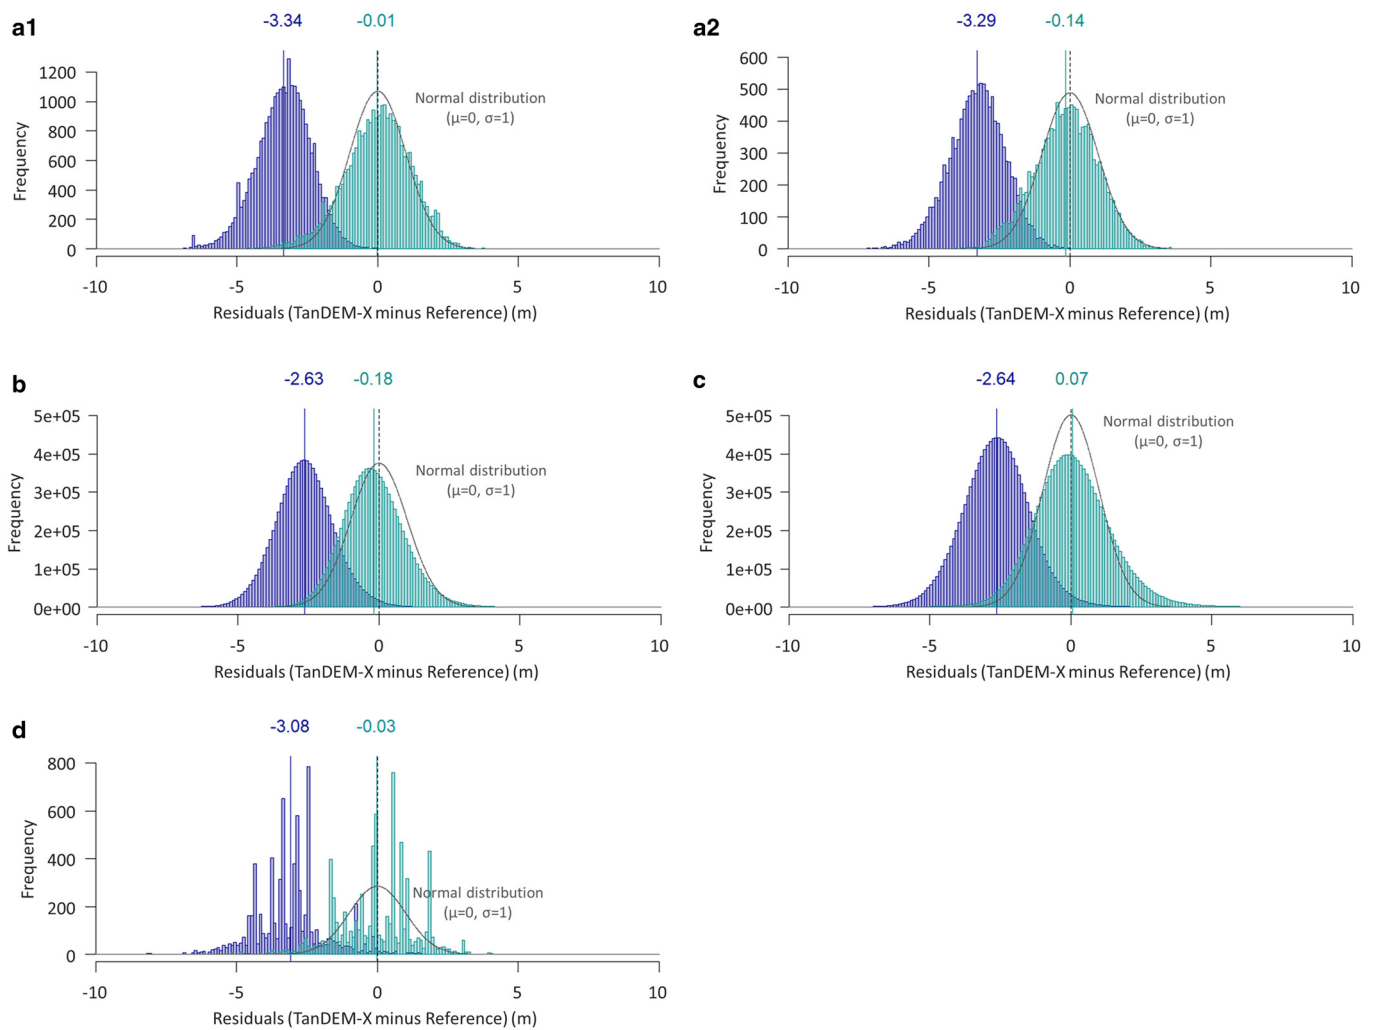 a1
-3.34 -0.01
1200
1000
800
600
400
200
0
Frequency
Normal distribution
(μ=0, σ=1)
-10 -5 0 5 10
Residuals (TanDEM-X minus Reference) (m)
a2
-3.29 -0.14
600
500
400
300
200
100
0
Frequency
Normal distribution
(μ=0, σ=1)
-10 -5 0 5 10
Residuals (TanDEM-X minus Reference) (m)
b
-2.63 -0.18
5e+05
4e+05
3e+05
2e+05
1e+05
0e+00
Frequency
Normal distribution
(μ=0, σ=1)
-10 -5 0 5 10
Residuals (TanDEM-X minus Reference) (m)
c
-2.64 0.07
5e+05
4e+05
3e+05
2e+05
1e+05
0e+00
Frequency
Normal distribution
(μ=0, σ=1)
-10 -5 0 5 10
Residuals (TanDEM-X minus Reference) (m)
d
-3.08 -0.03
800
600
400
200
0
Frequency
Normal distribution
(μ=0, σ=1)
-10 -5 0 5 10
Residuals (TanDEM-X minus Reference) (m)